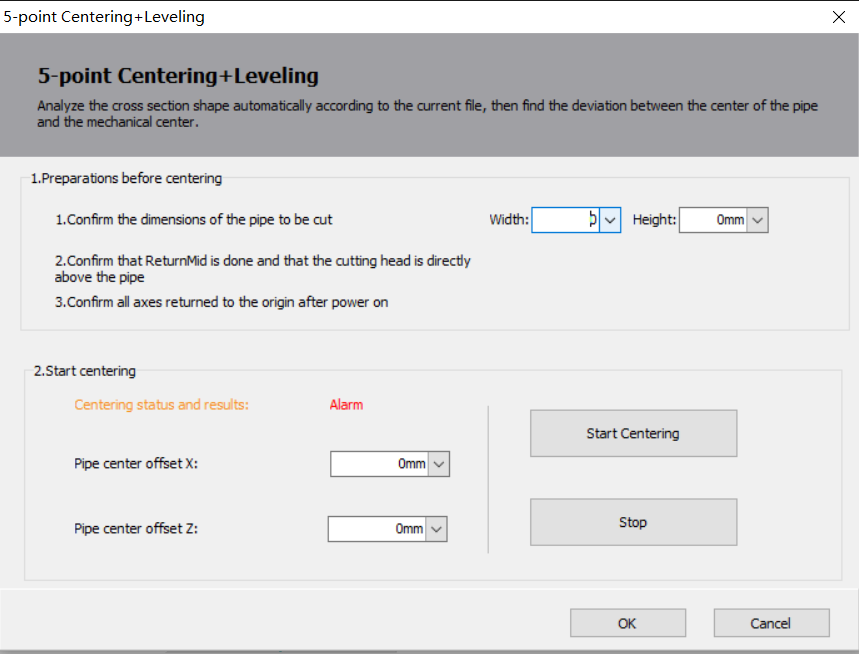 5-point Centering+Leveling
5-point Centering+Leveling
Analyze the cross section shape automatically according to the current file, then find the deviation between the center of the pipe
and the mechanical center.
1.Preparations before centering
1.Confirm the dimensions of the pipe to be cut
Width:
Height: 0mm
2.Confirm that ReturnMid is done and that the cutting head is directly
above the pipe
3.Confirm all axes returned to the origin after power on
2.Start centering
Centering status and results: Alarm
Start Centering
Pipe center offset X: 0mm
Stop
Pipe center offset Z: 0mm
OK
Cancel